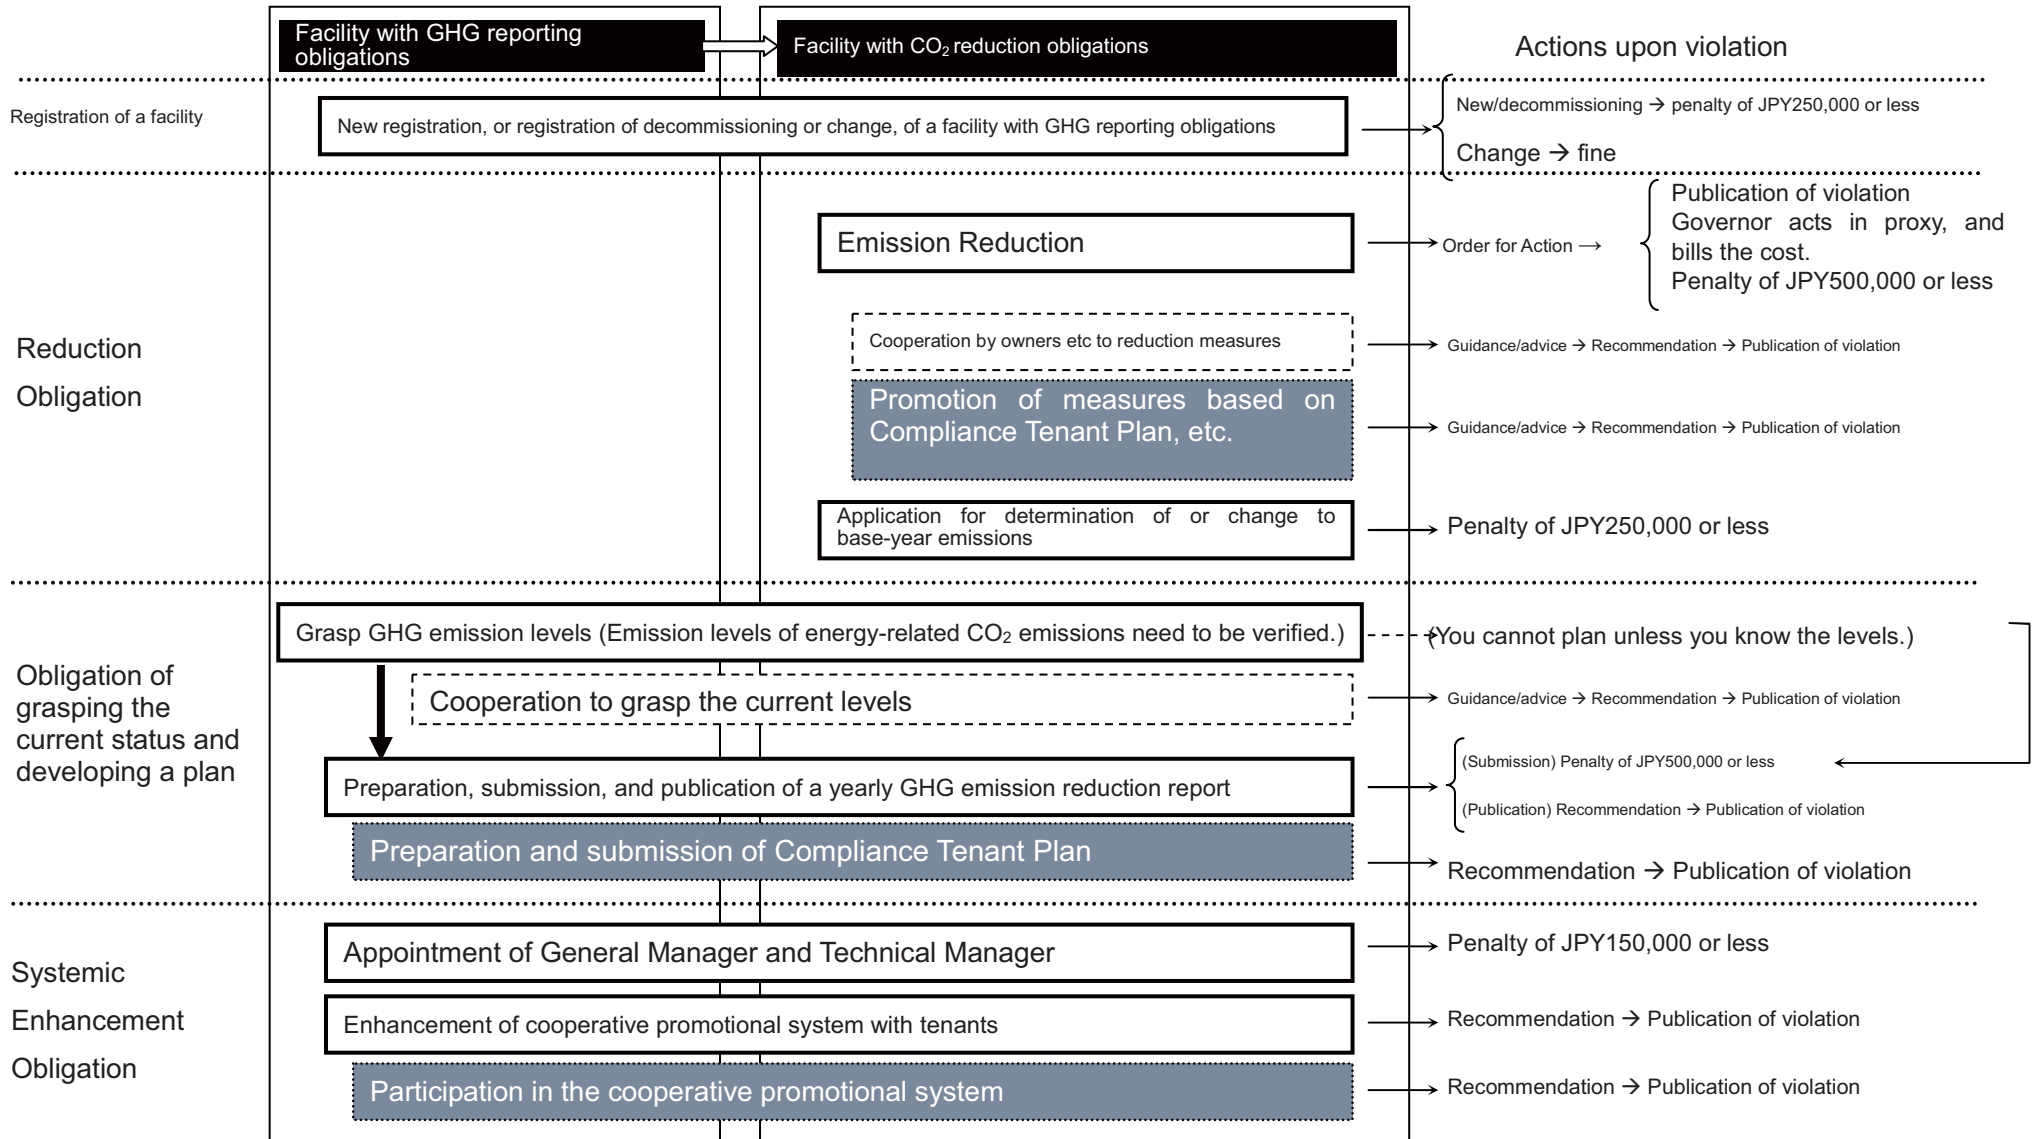 Facility with GHG reporting
obligations
Facility with CO₂ reduction obligations
Actions upon violation
Registration of a facility
New registration, or registration of decommissioning or change, of a facility with GHG reporting obligations
New/decommissioning → penalty of JPY250,000 or less
Change → fine
Reduction
Obligation
Emission Reduction
Order for Action →
Publication of violation
Governor acts in proxy, and
bills the cost.
Penalty of JPY500,000 or less
Cooperation by owners etc to reduction measures
Guidance/advice → Recommendation → Publication of violation
Promotion of measures based on
Compliance Tenant Plan, etc.
Guidance/advice → Recommendation → Publication of violation
Application for determination of or change to
base-year emissions
Penalty of JPY250,000 or less
Obligation of
grasping the
current status and
developing a plan
Grasp GHG emission levels (Emission levels of energy-related CO₂ emissions need to be verified.)
(You cannot plan unless you know the levels.)
Cooperation to grasp the current levels
Guidance/advice → Recommendation → Publication of violation
Preparation, submission, and publication of a yearly GHG emission reduction report
(Submission) Penalty of JPY500,000 or less
(Publication) Recommendation → Publication of violation
Preparation and submission of Compliance Tenant Plan
Recommendation → Publication of violation
Systemic
Enhancement
Obligation
Appointment of General Manager and Technical Manager
Penalty of JPY150,000 or less
Enhancement of cooperative promotional system with tenants
Recommendation → Publication of violation
Participation in the cooperative promotional system
Recommendation → Publication of violation